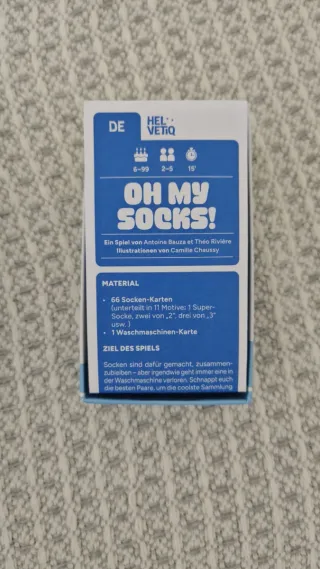 DE
HEL
VETIQ
6–99
2–5
15'
OH MY
SOCKS!
Ein Spiel von Antoine Bauza et Théo Rivière
Illustrationen von Camille Chaussy
MATERIAL
• 66 Socken-Karten
(unterteilt in 11 Motive: 1 Super-
Socke, zwei von „2“, drei von „3“
usw. )
• 1 Waschmaschinen-Karte
ZIEL DES SPIELS
Socken sind dafür gemacht, zusammen-
zubleiben – aber irgendwie geht immer eine in
der Waschmaschine verloren. Schnappt euch
die besten Paare, um die coolste Sammlung